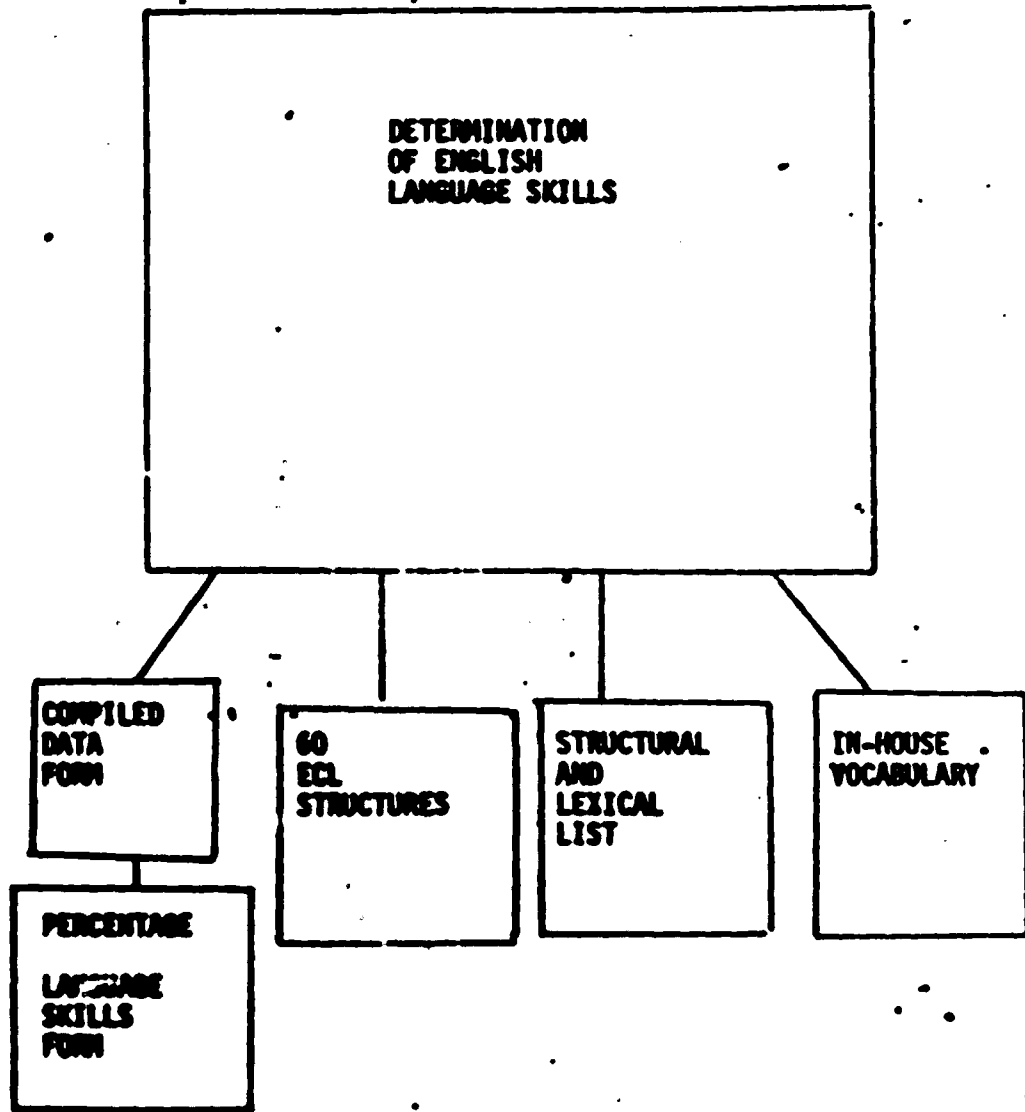 DETERMINATION
OF ENGLISH
LANGUAGE SKILLS
COMPILED
DATA
FORM
60
ECL
STRUCTURES
STRUCTURAL
AND
LEXICAL
LIST
IN-HOUSE
VOCABULARY
PERCENTAGE
LANGUAGE
SKILLS
FORM